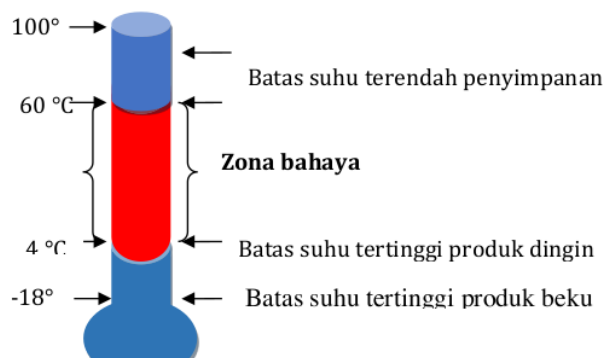 100°
Batas suhu terendah penyimpanan
60 °C
Zona bahaya
4 °C
Batas suhu tertinggi produk dingin
-18°
Batas suhu tertinggi produk beku